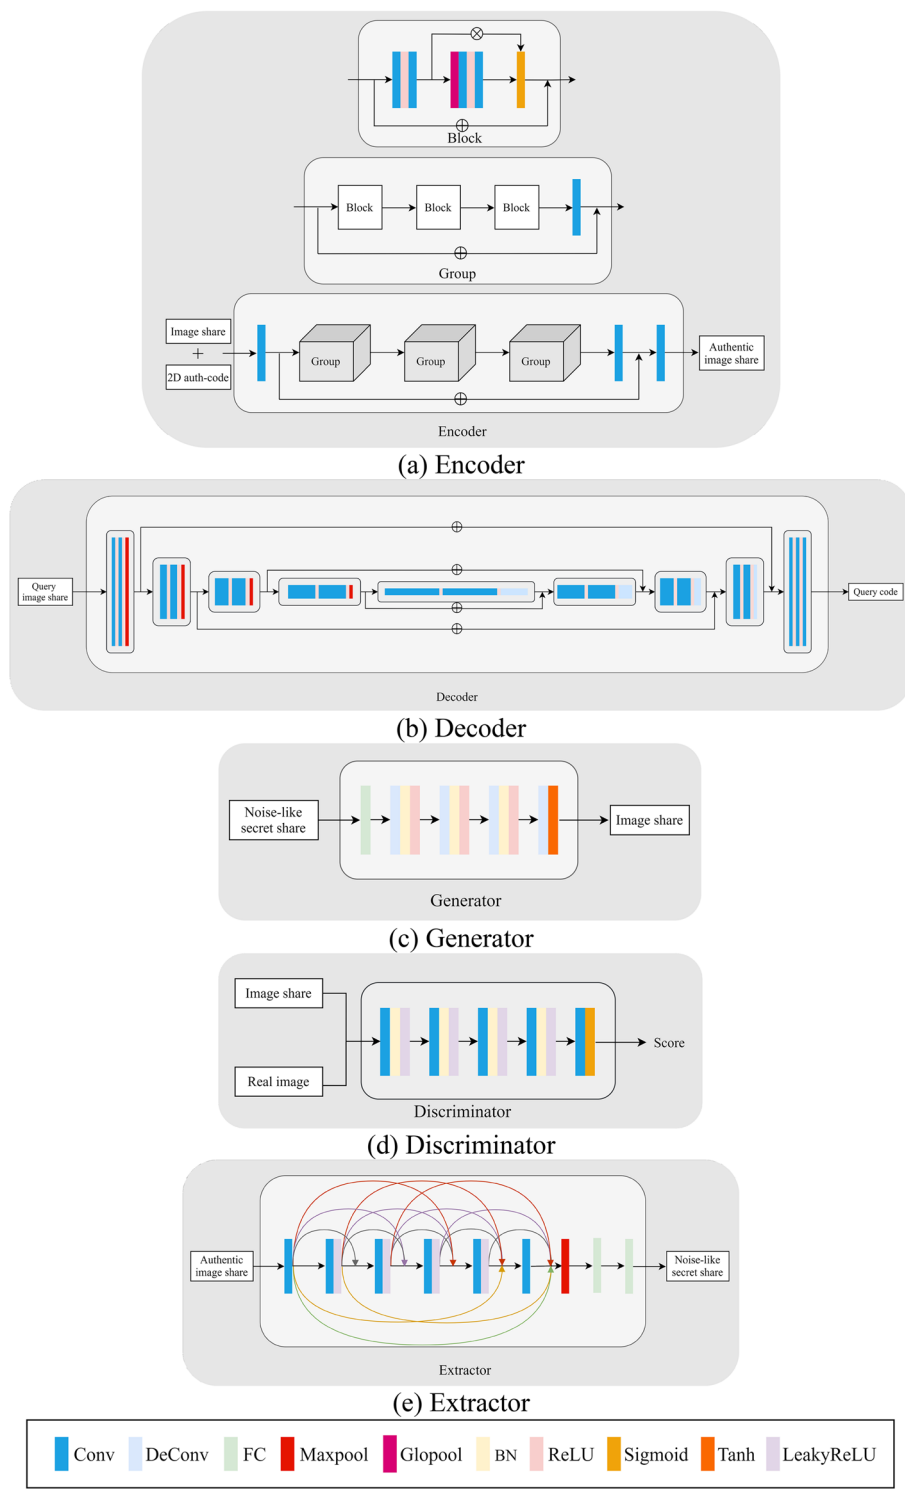 Block
Block
Block
Block
Group
Image share
+
2D auth-code
Group
Group
Group
Authentic
image share
Encoder
(a) Encoder
Query
image share
Query code
Decoder
(b) Decoder
Noise-like
secret share
Image share
Generator
(c) Generator
Image share
Real image
Score
Discriminator
(d) Discriminator
Authentic
image share
Noise-like
secret share
Extractor
(e) Extractor
Conv DeConv FC Maxpool Glopool BN ReLU Sigmoid Tanh LeakyReLU